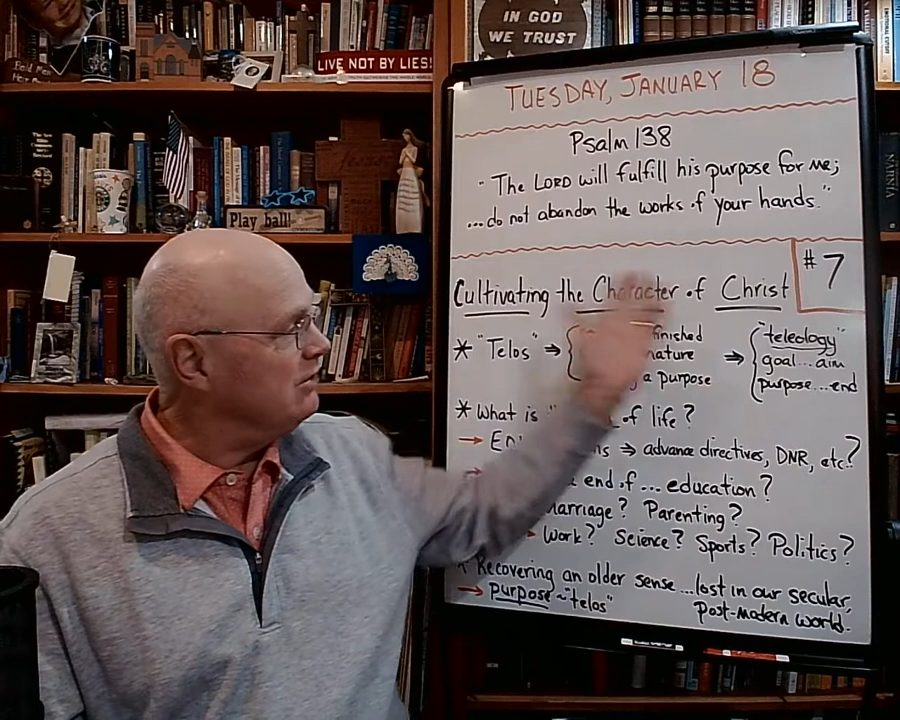 IN GOD
WE TRUST
LIVE NOT BY LIES!
Play ball!
NARNIA
TUESDAY, JANUARY 18
Psalm 138
"The LORD will fulfill his purpose for me;
...do not abandon the works of your hands."
#7
Cultivating the Character of Christ
* "Telos" ⇒ { finished ⇒ { "teleology"
nature goal...aim
a purpose purpose...end
* What is " of life?
→ ⇒ advance directives, DNR, etc?
end of... education?
Marriage? Parenting?
Work? Science? Sports? Politics?
* Recovering an older sense...lost in our secular,
→ purpose ~ "telos" Post-modern world.